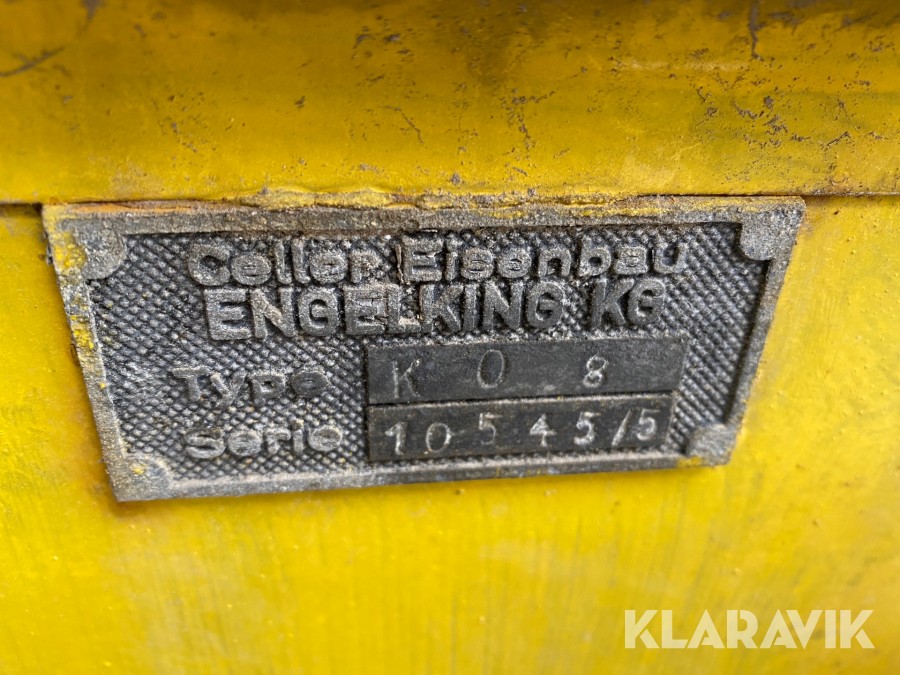 Celler Eisenbau
ENGELKING KG
Type K 0 8
Serie 10545/5
KLARAVIK